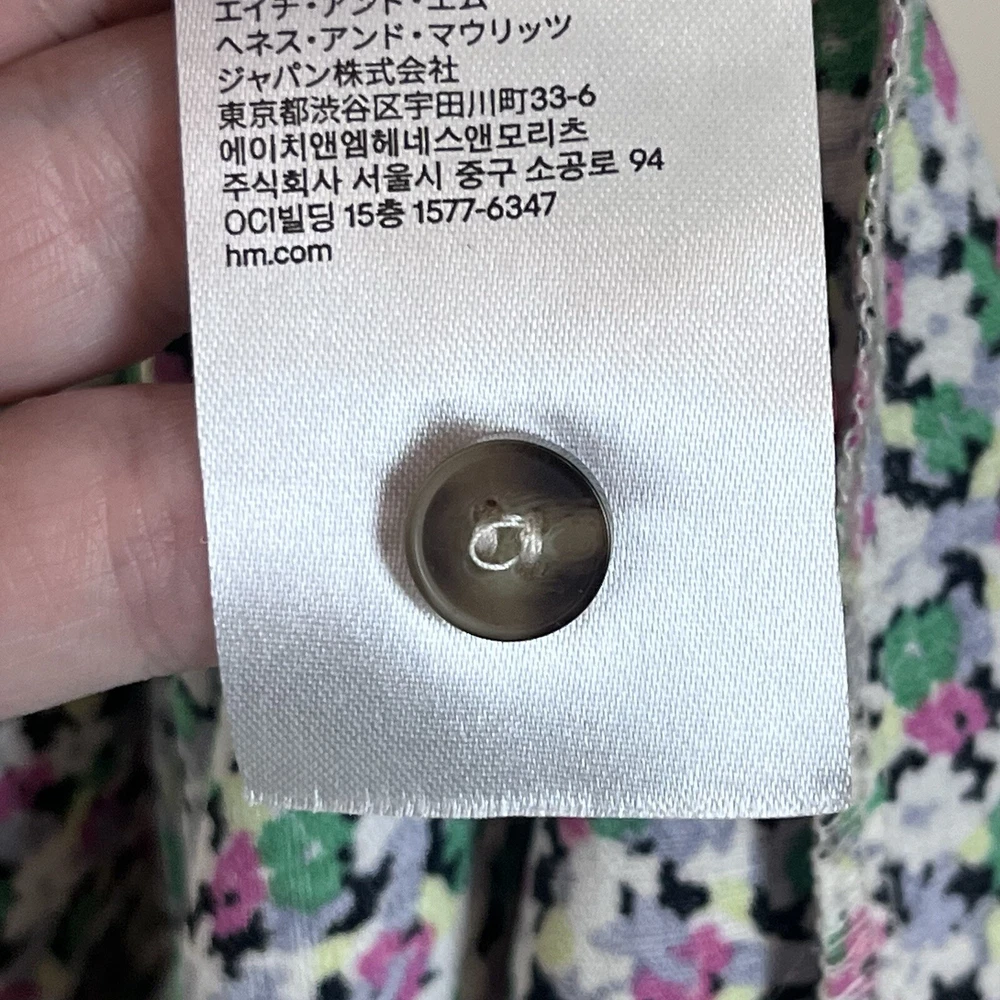 エイチ・アンド・エム
ヘネス・アンド・マウリッツ
ジャパン株式会社
東京都渋谷区宇田川町33-6
에이치앤엠헤네스앤모리츠
주식회사 서울시 중구 소공로 94
OCI빌딩 15층 1577-6347
hm.com